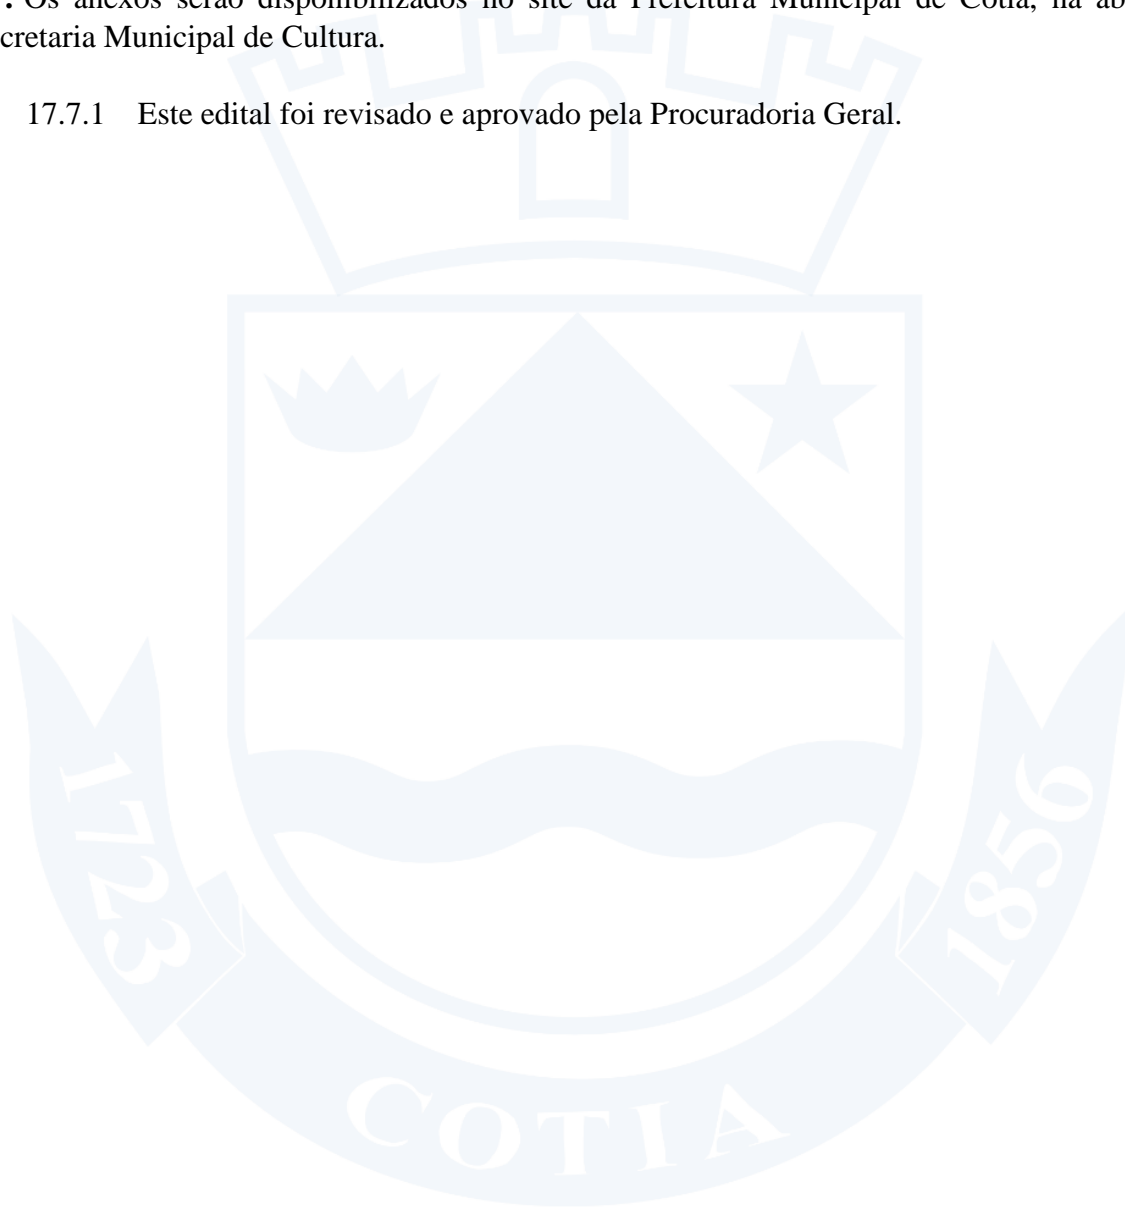 . Os anexos serão disponibilizados no site da Prefeitura Municipal de Cotia, na ab
cretaria Municipal de Cultura.
17.7.1 Este edital foi revisado e aprovado pela Procuradoria Geral.
1723
1856
COTIA